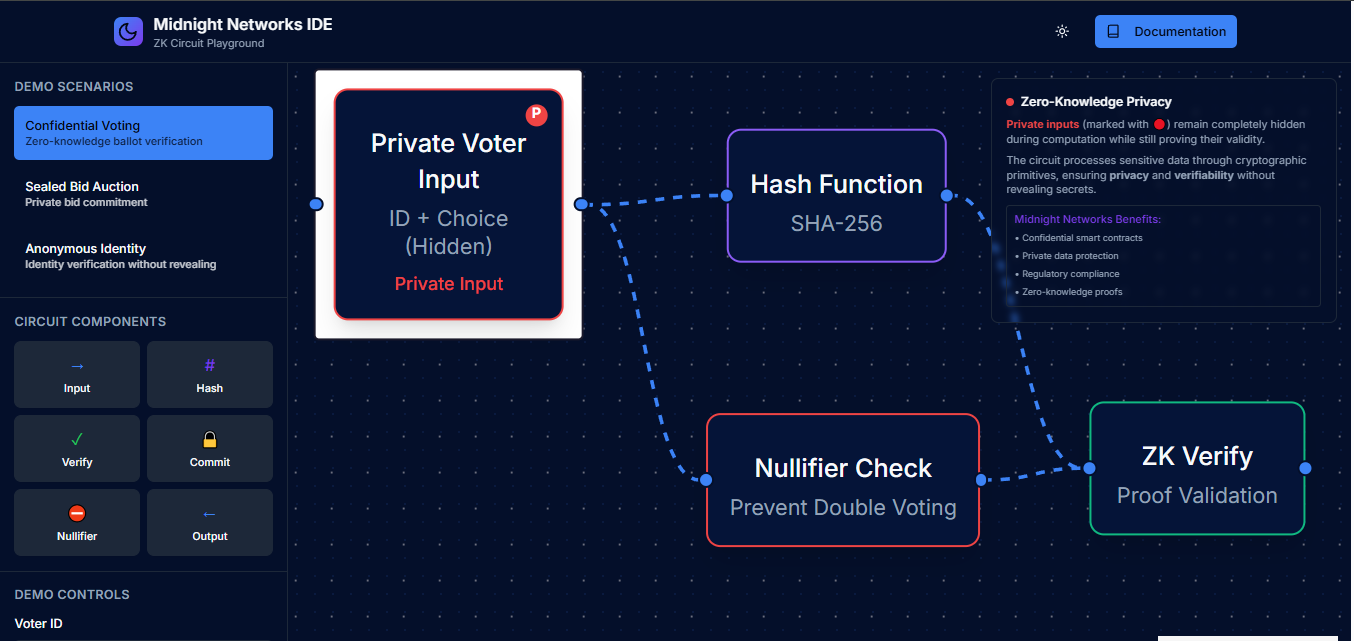 Midnight Networks IDE
ZK Circuit Playground
Documentation
DEMO SCENARIOS
Confidential Voting
Zero-knowledge ballot verification
Sealed Bid Auction
Private bid commitment
Anonymous Identity
Identity verification without revealing
CIRCUIT COMPONENTS
→
Input
#
Hash
✓
Verify
Commit
Nullifier
←
Output
DEMO CONTROLS
Voter ID
P
Private Voter
Input
ID + Choice
(Hidden)
Private Input
Hash Function
SHA-256
Nullifier Check
Prevent Double Voting
ZK Verify
Proof Validation
Zero-Knowledge Privacy
Private inputs (marked with 🔴) remain completely hidden
during computation while still proving their validity.
The circuit processes sensitive data through cryptographic
primitives, ensuring privacy and verifiability without
revealing secrets.
Midnight Networks Benefits:
• Confidential smart contracts
• Private data protection
• Regulatory compliance
• Zero-knowledge proofs